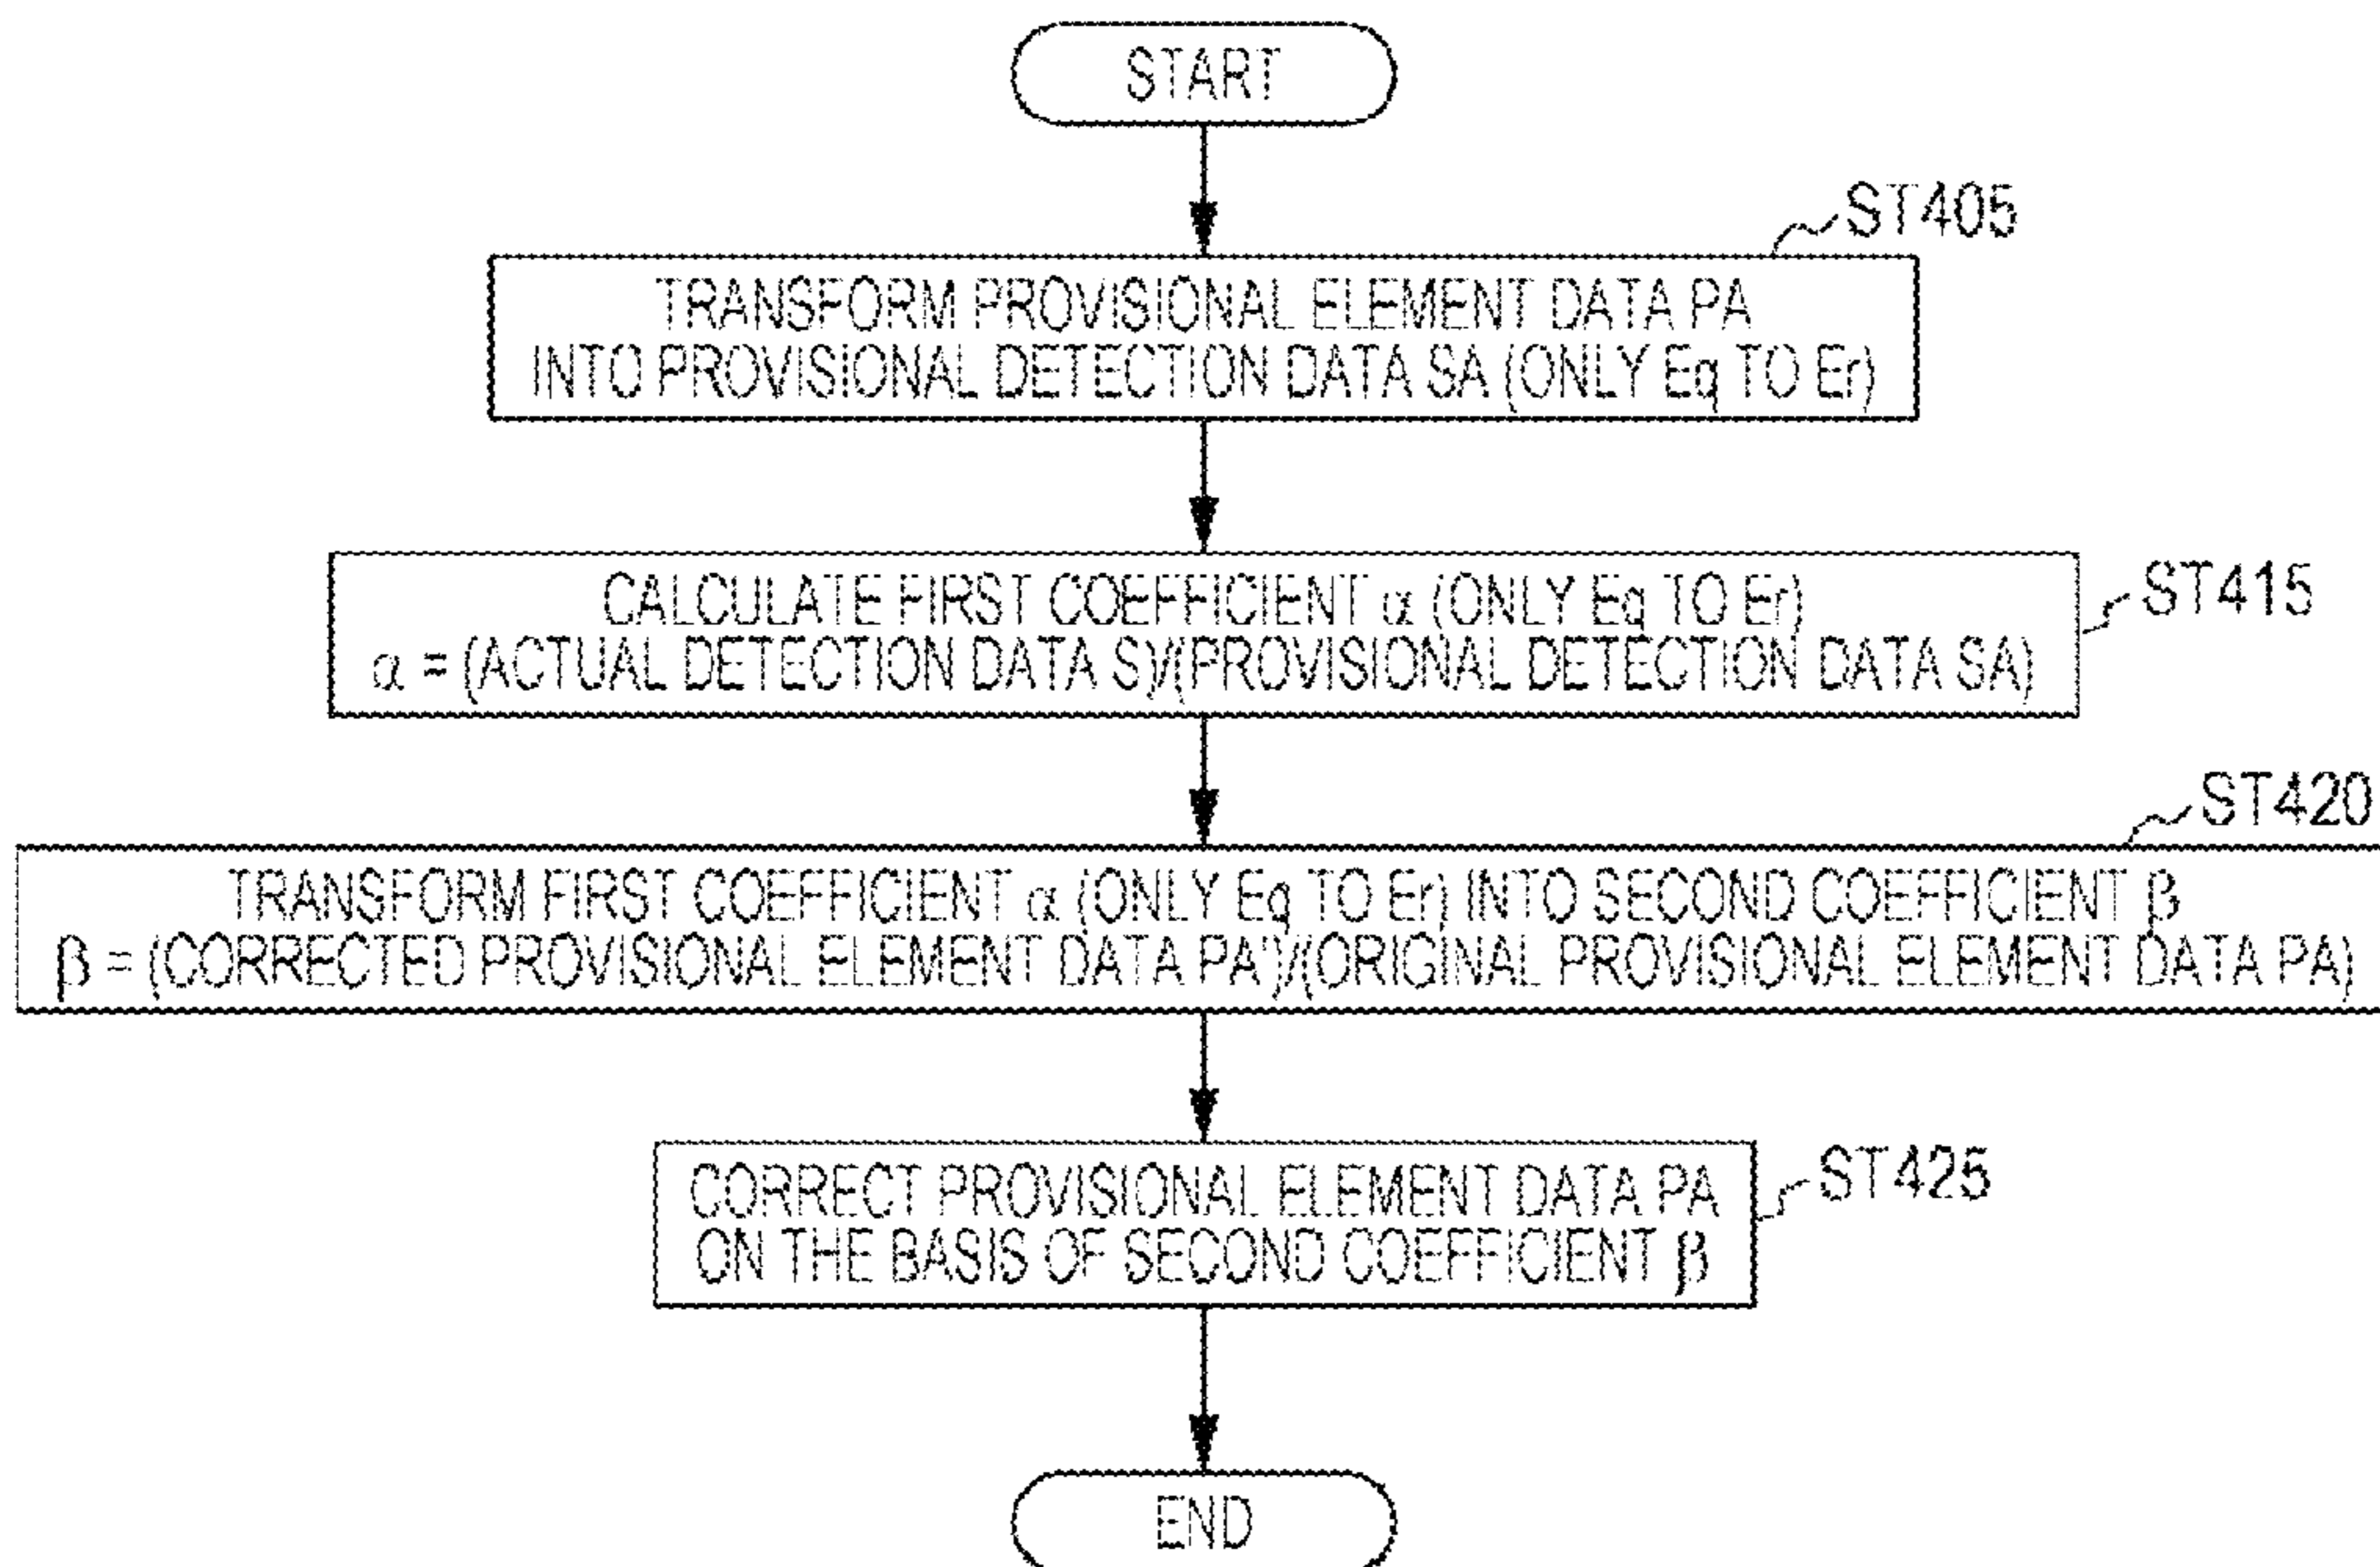 START
ST405
TRANSFORM PROVISIONAL ELEMENT DATA PA
INTO PROVISIONAL DETECTION DATA SA (ONLY Eq TO Er)
CALCULATE FIRST COEFFICIENT α (ONLY Eq TO Er)
α = (ACTUAL DETECTION DATA S)/(PROVISIONAL DETECTION DATA SA)
ST415
ST420
TRANSFORM FIRST COEFFICIENT α (ONLY Eq TO Er) INTO SECOND COEFFICIENT β
β = (CORRECTED PROVISIONAL ELEMENT DATA PA')/(ORIGINAL PROVISIONAL ELEMENT DATA PA)
CORRECT PROVISIONAL ELEMENT DATA PA
ON THE BASIS OF SECOND COEFFICIENT β
ST425
END